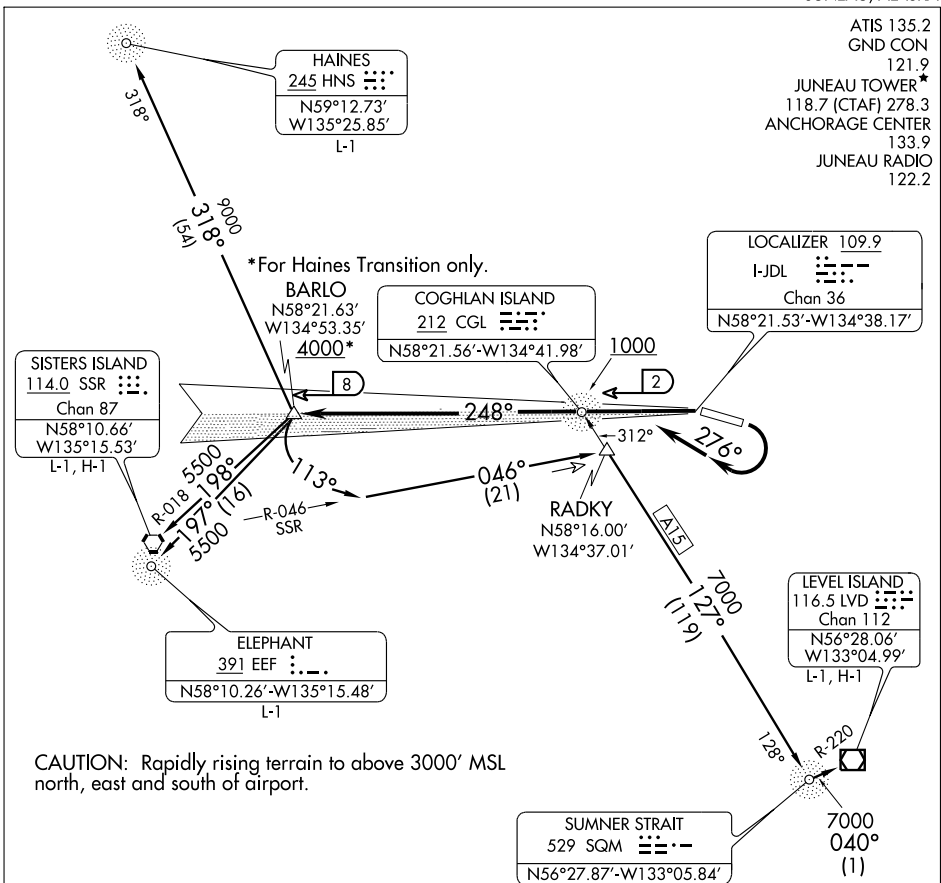 ATIS 135.2
GND CON
121.9
JUNEAU TOWER★
118.7 (CTAF) 278.3
ANCHORAGE CENTER
133.9
JUNEAU RADIO
122.2
HAINES
245 HNS
N59°12.73′
W135°25.85′
L-1
318°
9000
318°
(54)
*For Haines Transition only.
BARLO
N58°21.63′
W134°53.35′
4000*
8
COGHLAN ISLAND
212 CGL
N58°21.56′-W134°41.98′
1000
2
LOCALIZER 109.9
I-JDL
Chan 36
N58°21.53′-W134°38.17′
SISTERS ISLAND
114.0 SSR
Chan 87
N58°10.66′
W135°15.53′
L-1, H-1
248°
276°
312°
113°
R-018
5500
198°
(16)
197°
5500
R-046
SSR
046°
(21)
RADKY
N58°16.00′
W134°37.01′
A15
7000
127°
(119)
128°
LEVEL ISLAND
116.5 LVD
Chan 112
N56°28.06′
W133°04.99′
L-1, H-1
R-220
ELEPHANT
391 EEF
N58°10.26′-W135°15.48′
L-1
CAUTION: Rapidly rising terrain to above 3000′ MSL
north, east and south of airport.
SUMNER STRAIT
529 SQM
N56°27.87′-W133°05.84′
7000
040°
(1)